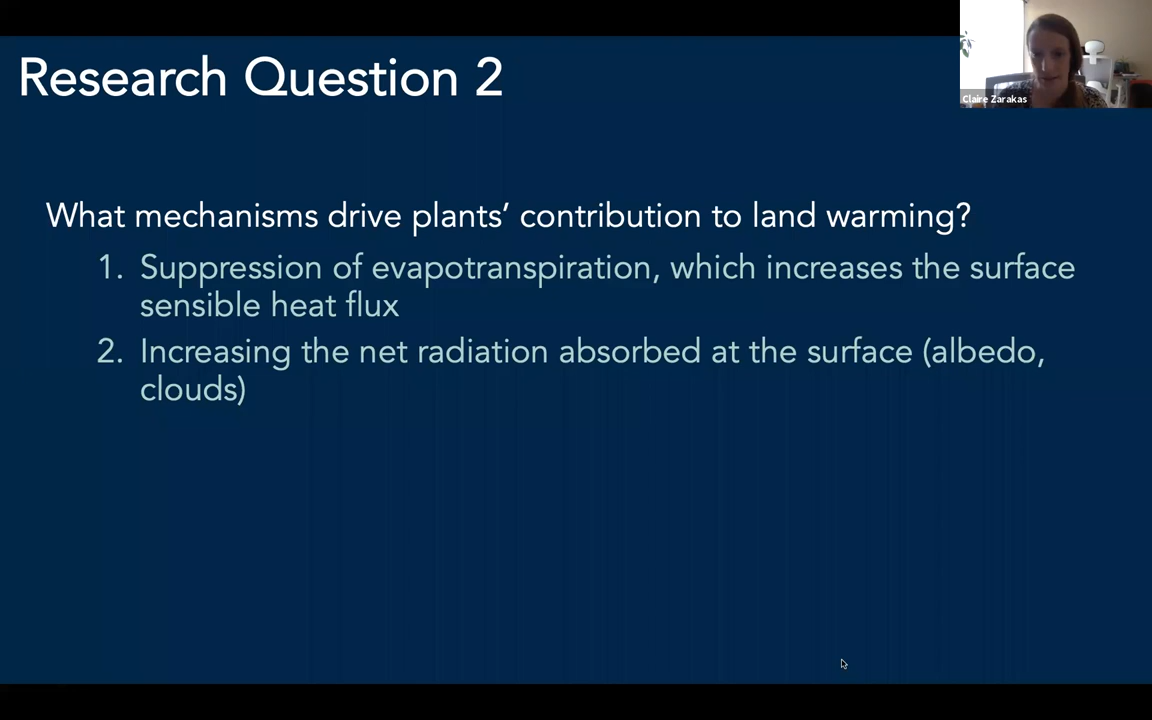 Research Question 2
Claire Zarakas
What mechanisms drive plants’ contribution to land warming?
1. Suppression of evapotranspiration, which increases the surface
sensible heat flux
2. Increasing the net radiation absorbed at the surface (albedo,
clouds)